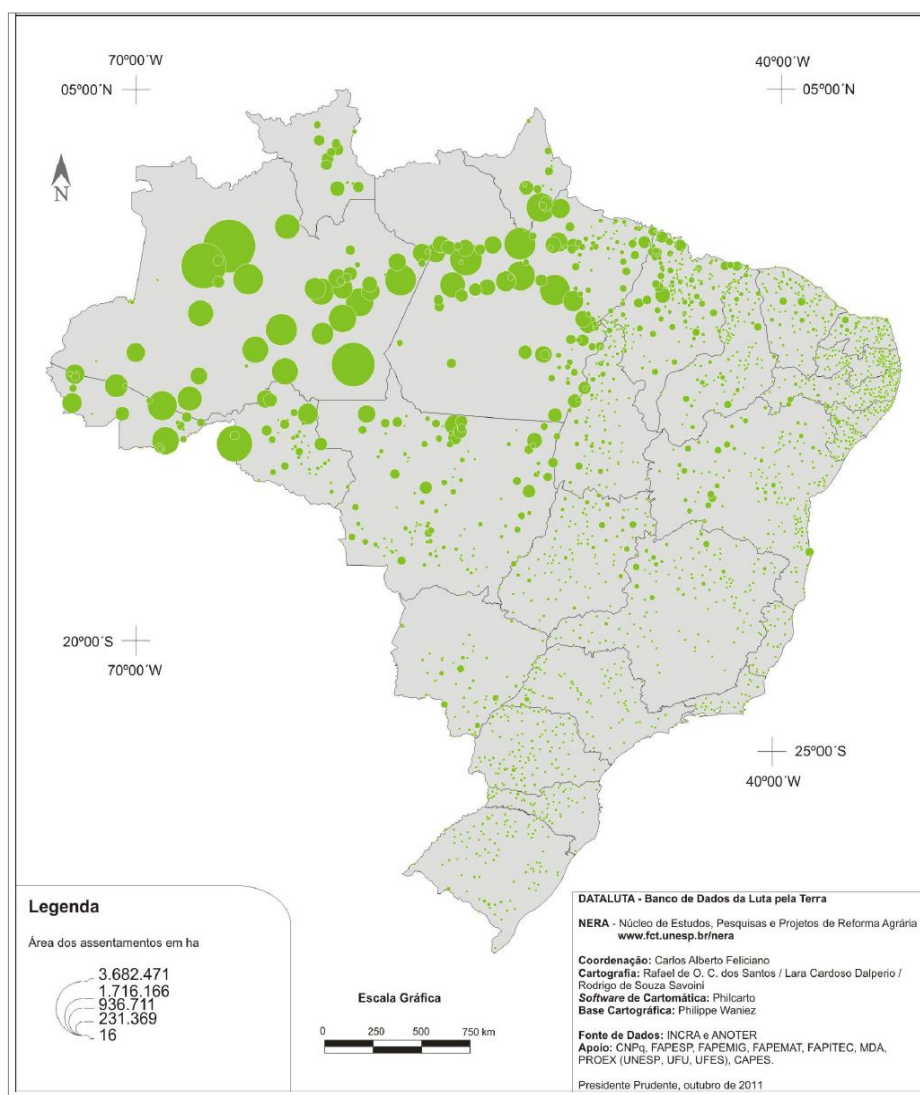 70º00´W
40º00´W
05º00´N
05º00´N
N
20º00´S
70º00´W
25º00´S
40º00´W
Legenda
Área dos assentamentos em ha
3.682.471
1.716.166
936.711
231.369
16
Escala Gráfica
0 250 500 750 km
DATALUTA - Banco de Dados da Luta pela Terra
NERA - Núcleo de Estudos, Pesquisas e Projetos de Reforma Agrária
www.fct.unesp.br/nera
Coordenação: Carlos Alberto Feliciano
Cartografia: Rafael de O. C. dos Santos / Lara Cardoso Dalperio /
Rodrigo de Souza Savoini
Software de Cartomática: Philcarto
Base Cartográfica: Philippe Waniez
Fonte de Dados: INCRA e ANOTER
Apoio: CNPq, FAPESP, FAPEMIG, FAPEMAT, FAPITEC, MDA,
PROEX (UNESP, UFU, UFES), CAPES.
Presidente Prudente, outubro de 2011